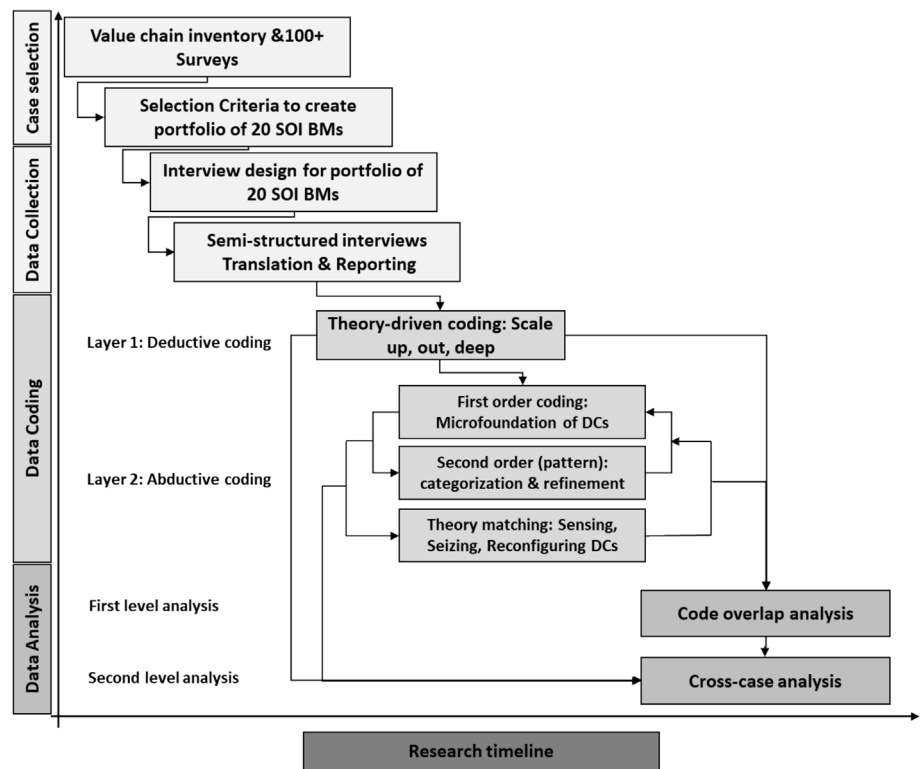 Case selection
Value chain inventory &100+
Surveys
Selection Criteria to create
portfolio of 20 SOI BMs
Data Collection
Interview design for portfolio of
20 SOI BMs
Semi-structured interviews
Translation & Reporting
Data Coding
Layer 1: Deductive coding
Theory-driven coding: Scale
up, out, deep
Layer 2: Abductive coding
First order coding:
Microfoundation of DCs
Second order (pattern):
categorization & refinement
Theory matching: Sensing,
Seizing, Reconfiguring DCs
Data Analysis
First level analysis
Code overlap analysis
Second level analysis
Cross-case analysis
Research timeline